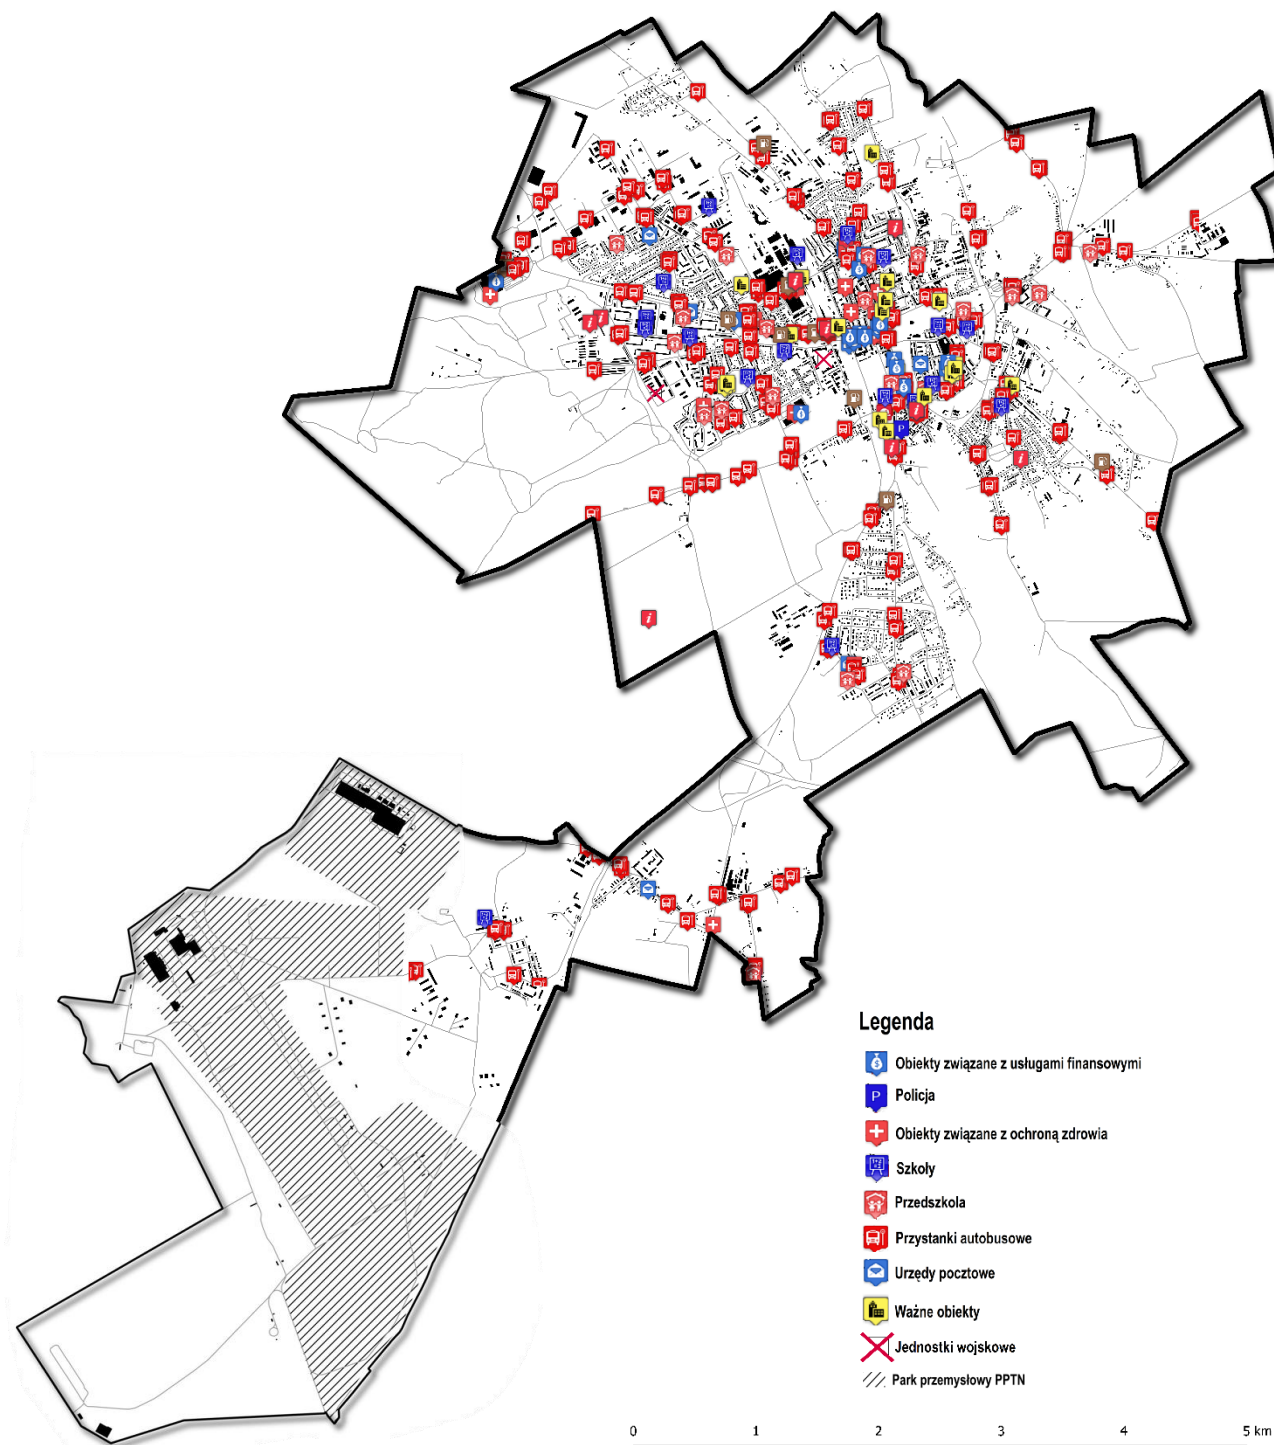 Legenda
Obiekty związane z usługami finansowymi
Policja
Obiekty związane z ochroną zdrowia
Szkoły
Przedszkola
Przystanki autobusowe
Urzędy pocztowe
Ważne obiekty
Jednostki wojskowe
Park przemysłowy PPTN
0 1 2 3 4 5 km